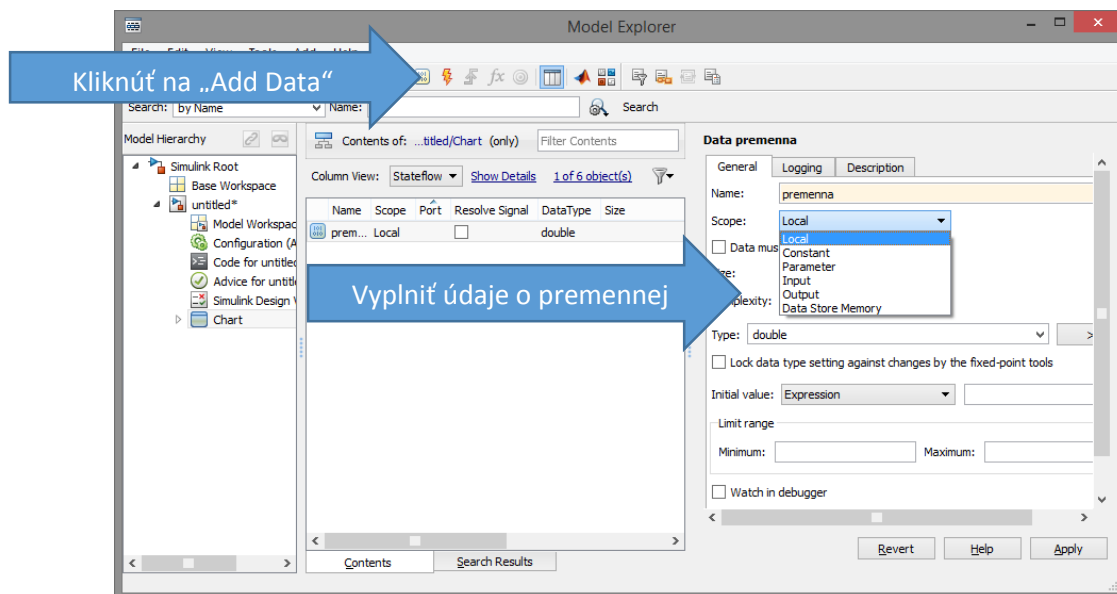 Model Explorer
Kliknúť na „Add Data“
Search: by Name Name: Search
Model Hierarchy
Simulink Root
Base Workspace
untitled*
Model Workspac
Configuration (A
Code for untitled
Advice for untitl
Simulink Design
Chart
Contents of: ...titled/Chart (only) Filter Contents
Column View: Stateflow Show Details 1 of 6 object(s)
Name Scope Port Resolve Signal DataType Size
prem... Local double
Vyplniť údaje o premennej
Contents Search Results
Data premenna
General Logging Description
Name: premenna
Scope: Local
Data mus
Local
Constant
Parameter
Input
Output
Data Store Memory
Type: double >
Lock data type setting against changes by the fixed-point tools
Initial value: Expression
Limit range
Minimum: Maximum:
Watch in debugger
Revert Help Apply